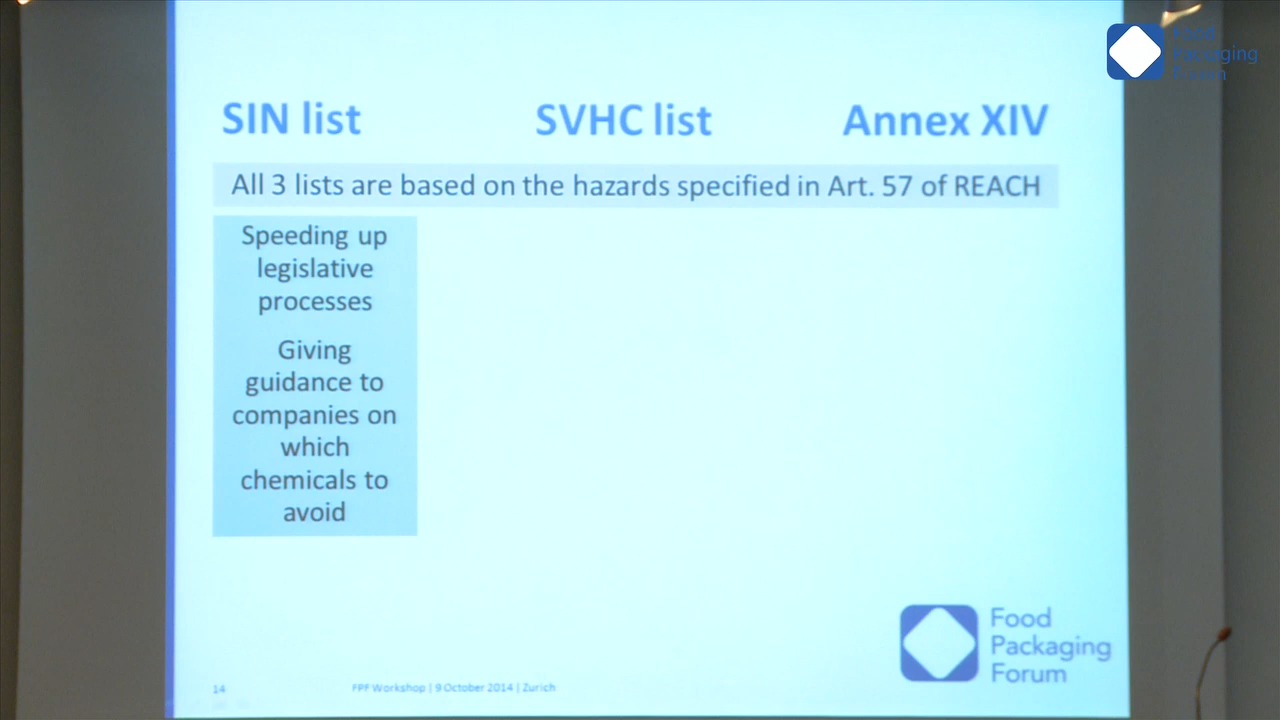 Food
Packaging
Forum
SIN list
SVHC list
Annex XIV
All 3 lists are based on the hazards specified in Art. 57 of REACH
Speeding up
legislative
processes
Giving
guidance to
companies on
which
chemicals to
avoid
Food
Packaging
Forum
14
FPF Workshop | 9 October 2014 | Zurich